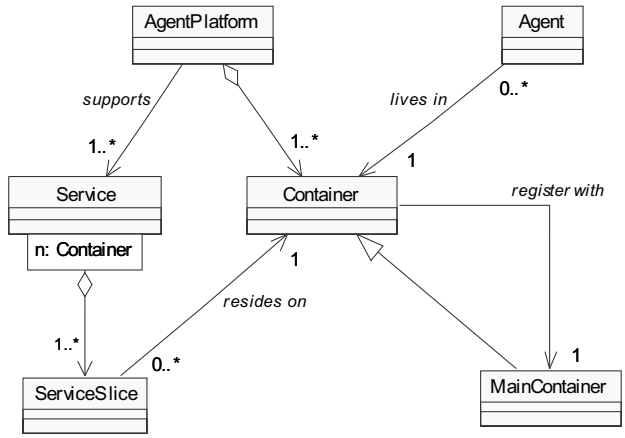 AgentPlatform
Agent
supports
lives in
0..*
1..*
1..*
1
Service
Container
register with
n: Container
1
resides on
1..*
0..*
1
ServiceSlice
MainContainer